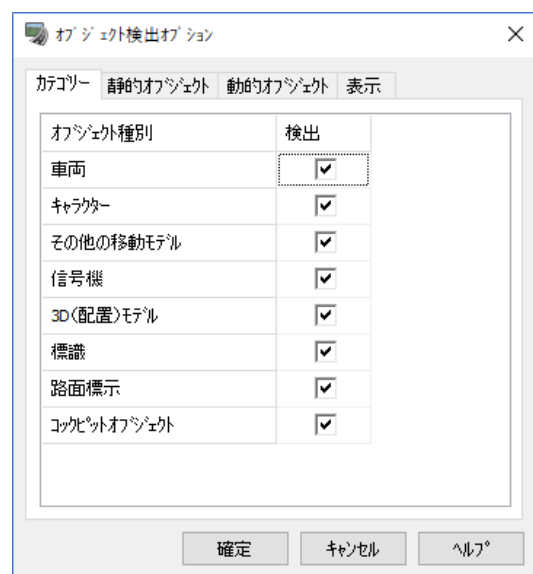 オブジェクト検出オプション
カテゴリー 静的オブジェクト 動的オブジェクト 表示
オブジェクト種別 検出
車両
キャラクター
その他の移動モデル
信号機
3D(配置)モデル
標識
路面標示
コックピットオブジェクト
確定 キャンセル ヘルプ